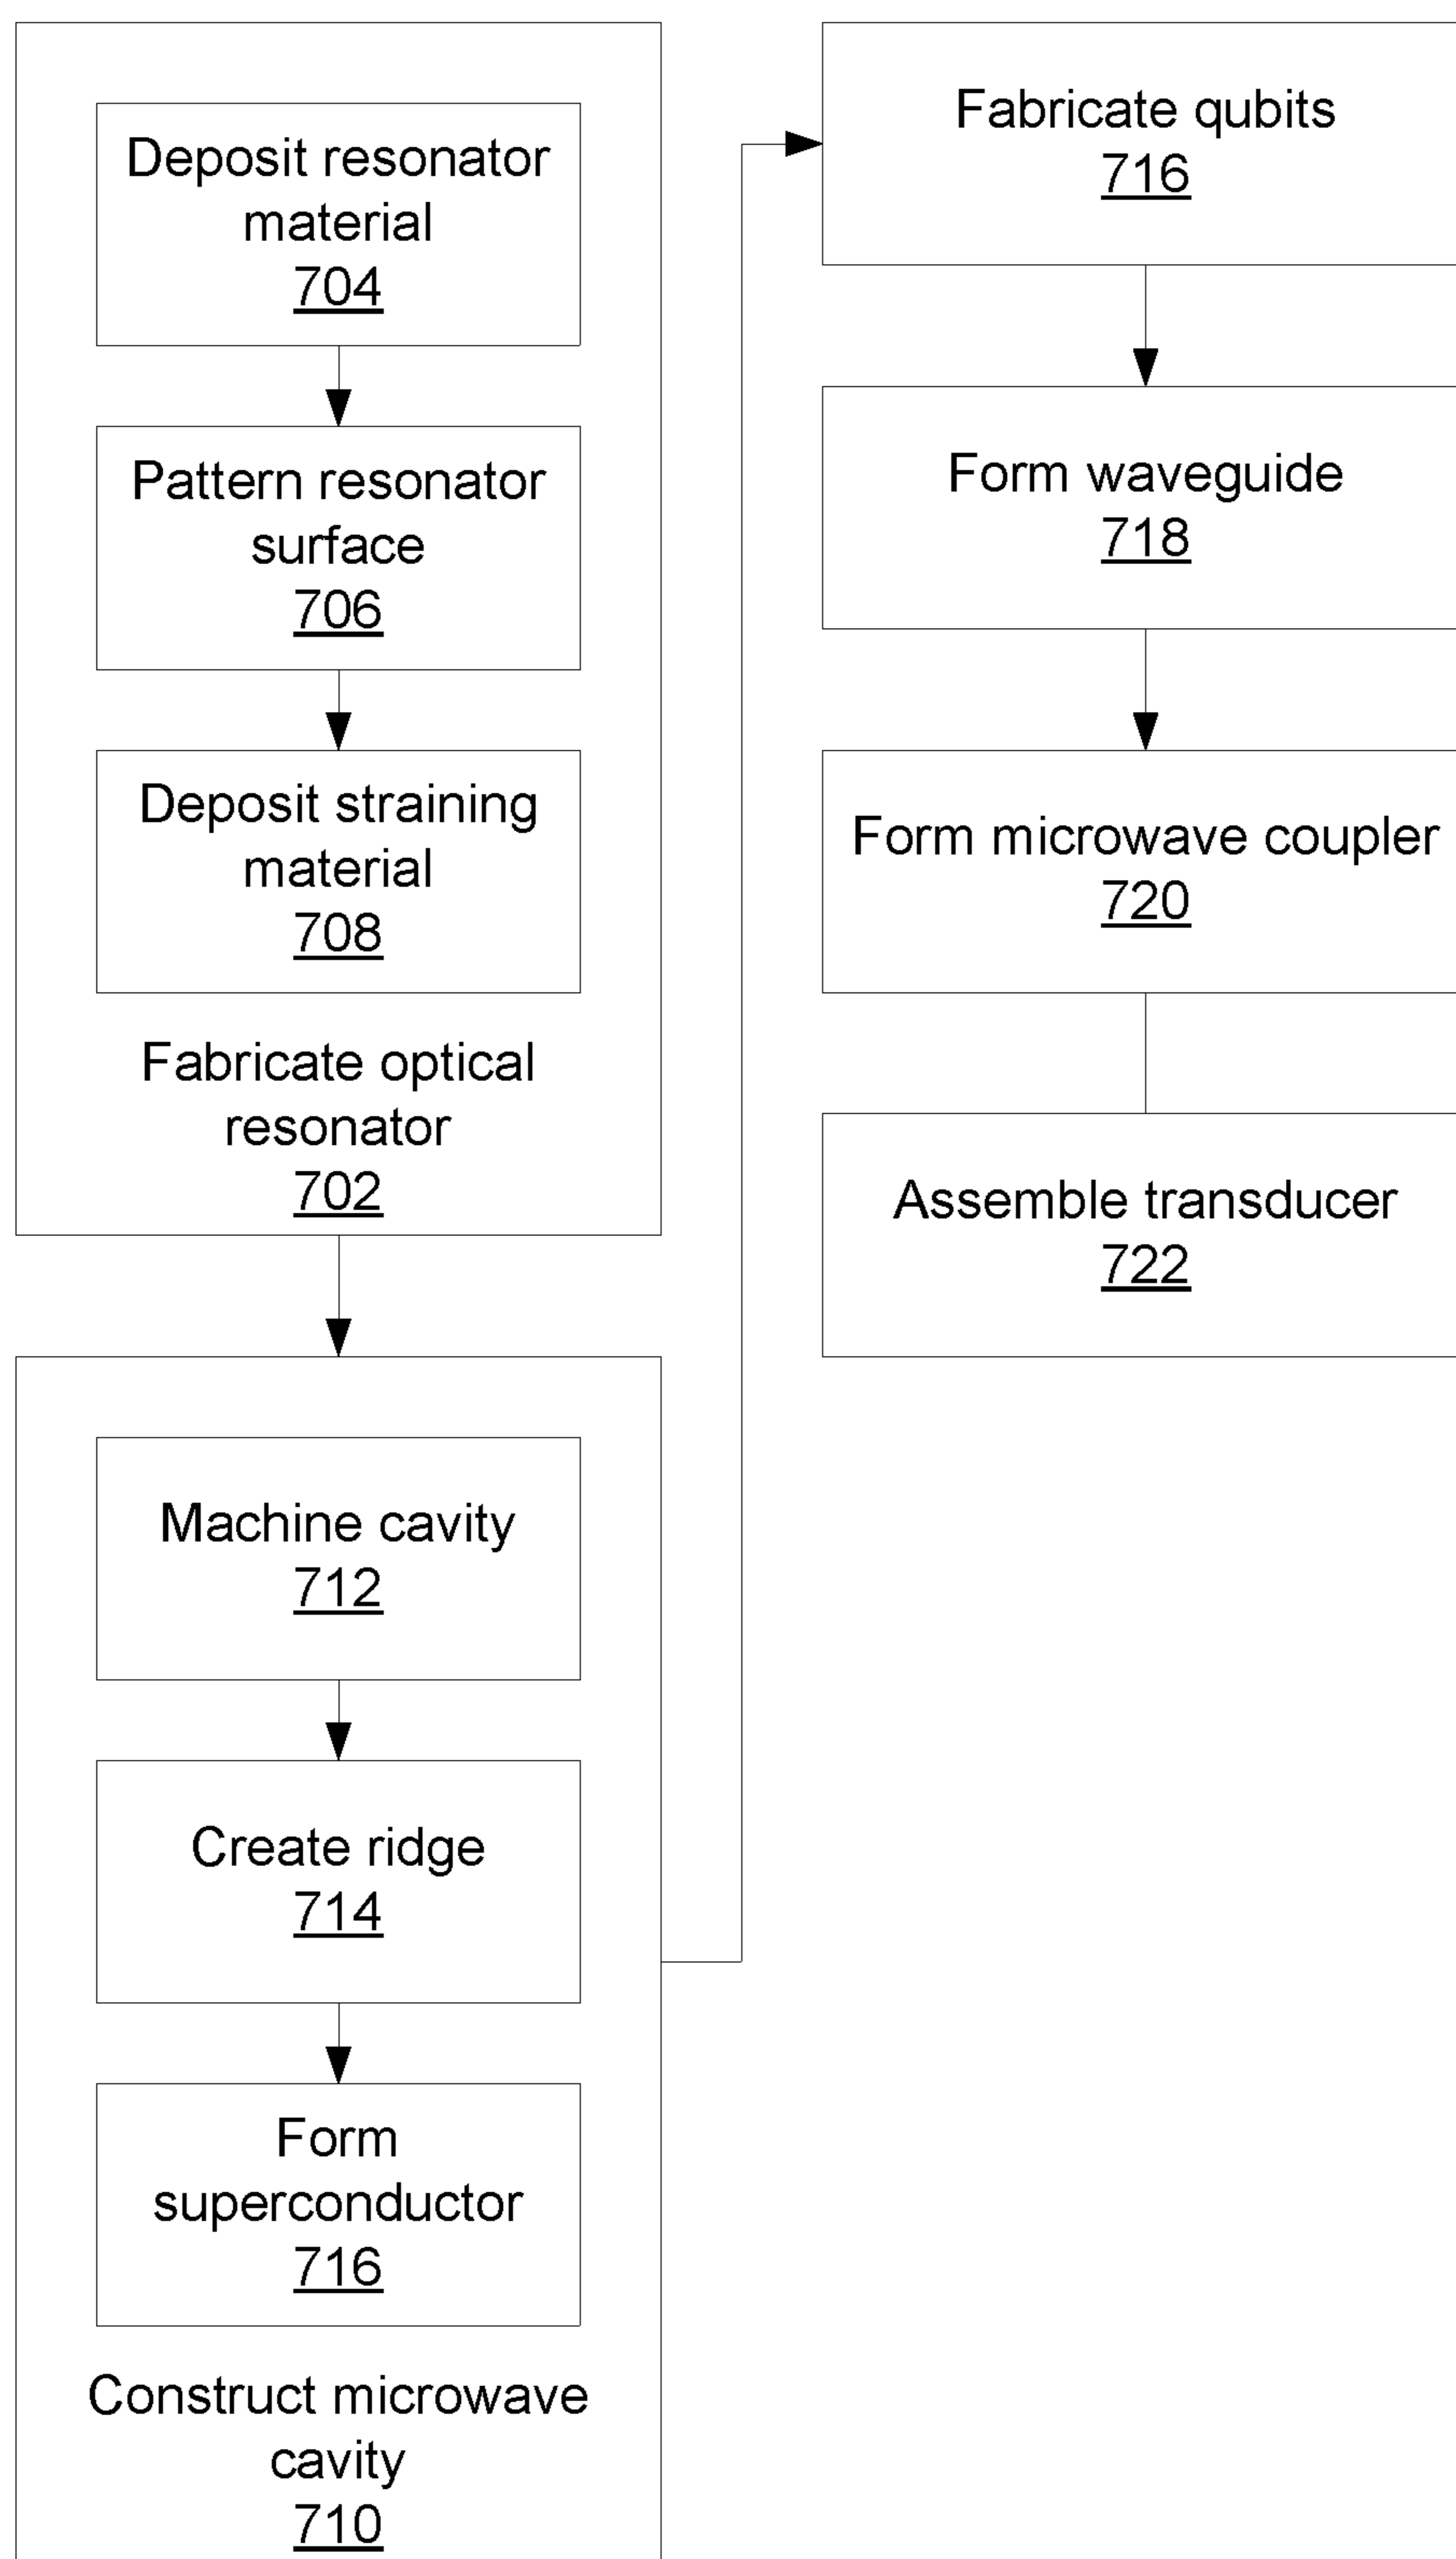 Deposit resonator
material
704
Pattern resonator
surface
706
Deposit straining
material
708
Fabricate optical
resonator
702
Machine cavity
712
Create ridge
714
Form
superconductor
716
Construct microwave
cavity
710
Fabricate qubits
716
Form waveguide
718
Form microwave coupler
720
Assemble transducer
722